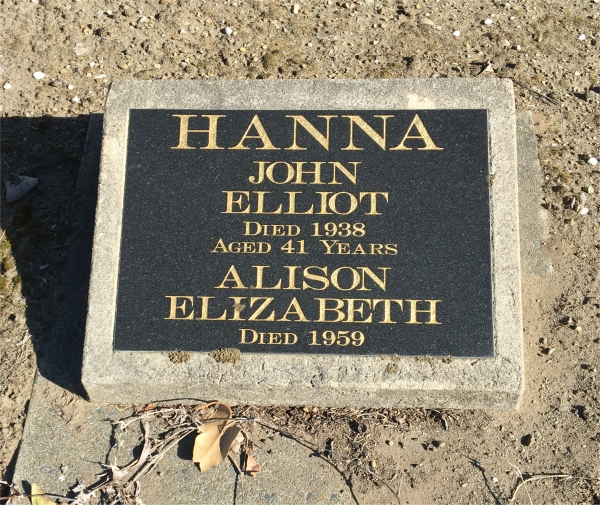 HANNA
JOHN
ELLIOT
DIED 1938
AGED 41 YEARS
ALISON
ELIZABETH
DIED 1959